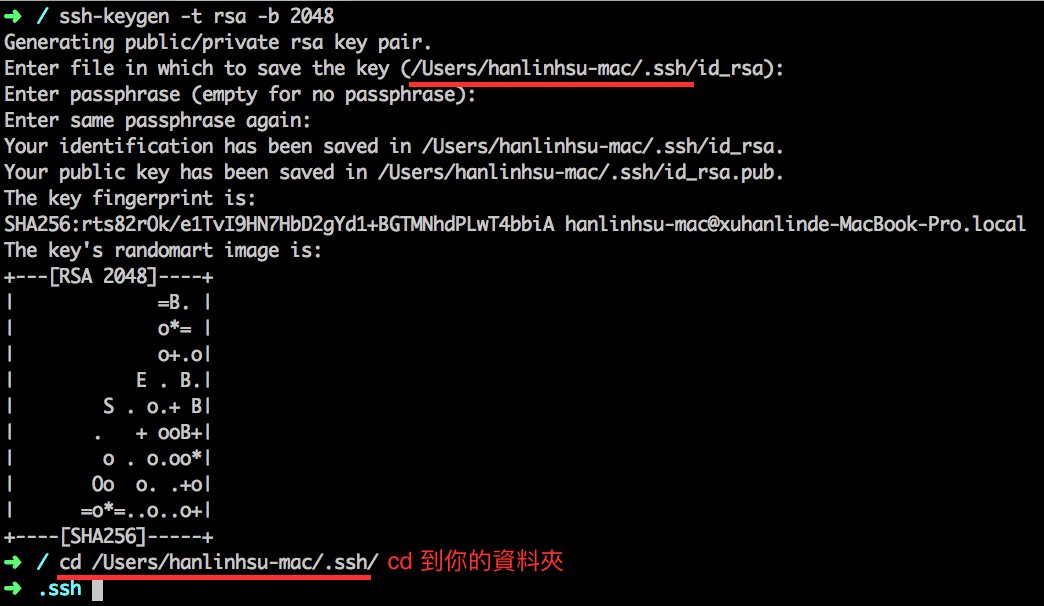 ➜ / ssh-keygen -t rsa -b 2048
Generating public/private rsa key pair.
Enter file in which to save the key (/Users/hanlinhsu-mac/.ssh/id_rsa):
Enter passphrase (empty for no passphrase):
Enter same passphrase again:
Your identification has been saved in /Users/hanlinhsu-mac/.ssh/id_rsa.
Your public key has been saved in /Users/hanlinhsu-mac/.ssh/id_rsa.pub.
The key fingerprint is:
SHA256:rts82rOk/e1TvI9HN7HbD2gYd1+BGTMNhdPLwT4bbiA hanlinhsu-mac@xuhanlinde-MacBook-Pro.local
The key's randomart image is:
+---[RSA 2048]----+
|             =B. |
|             o*= |
|             o+.o|
|           E . B.|
|        S . o.+ B|
|       .   + ooB+|
|        o . o.oo*|
|       Oo  o. .+o|
|      =o*=..o..o+|
+----[SHA256]-----+
➜ / cd /Users/hanlinhsu-mac/.ssh/ cd 到你的資料夾
➜ .ssh